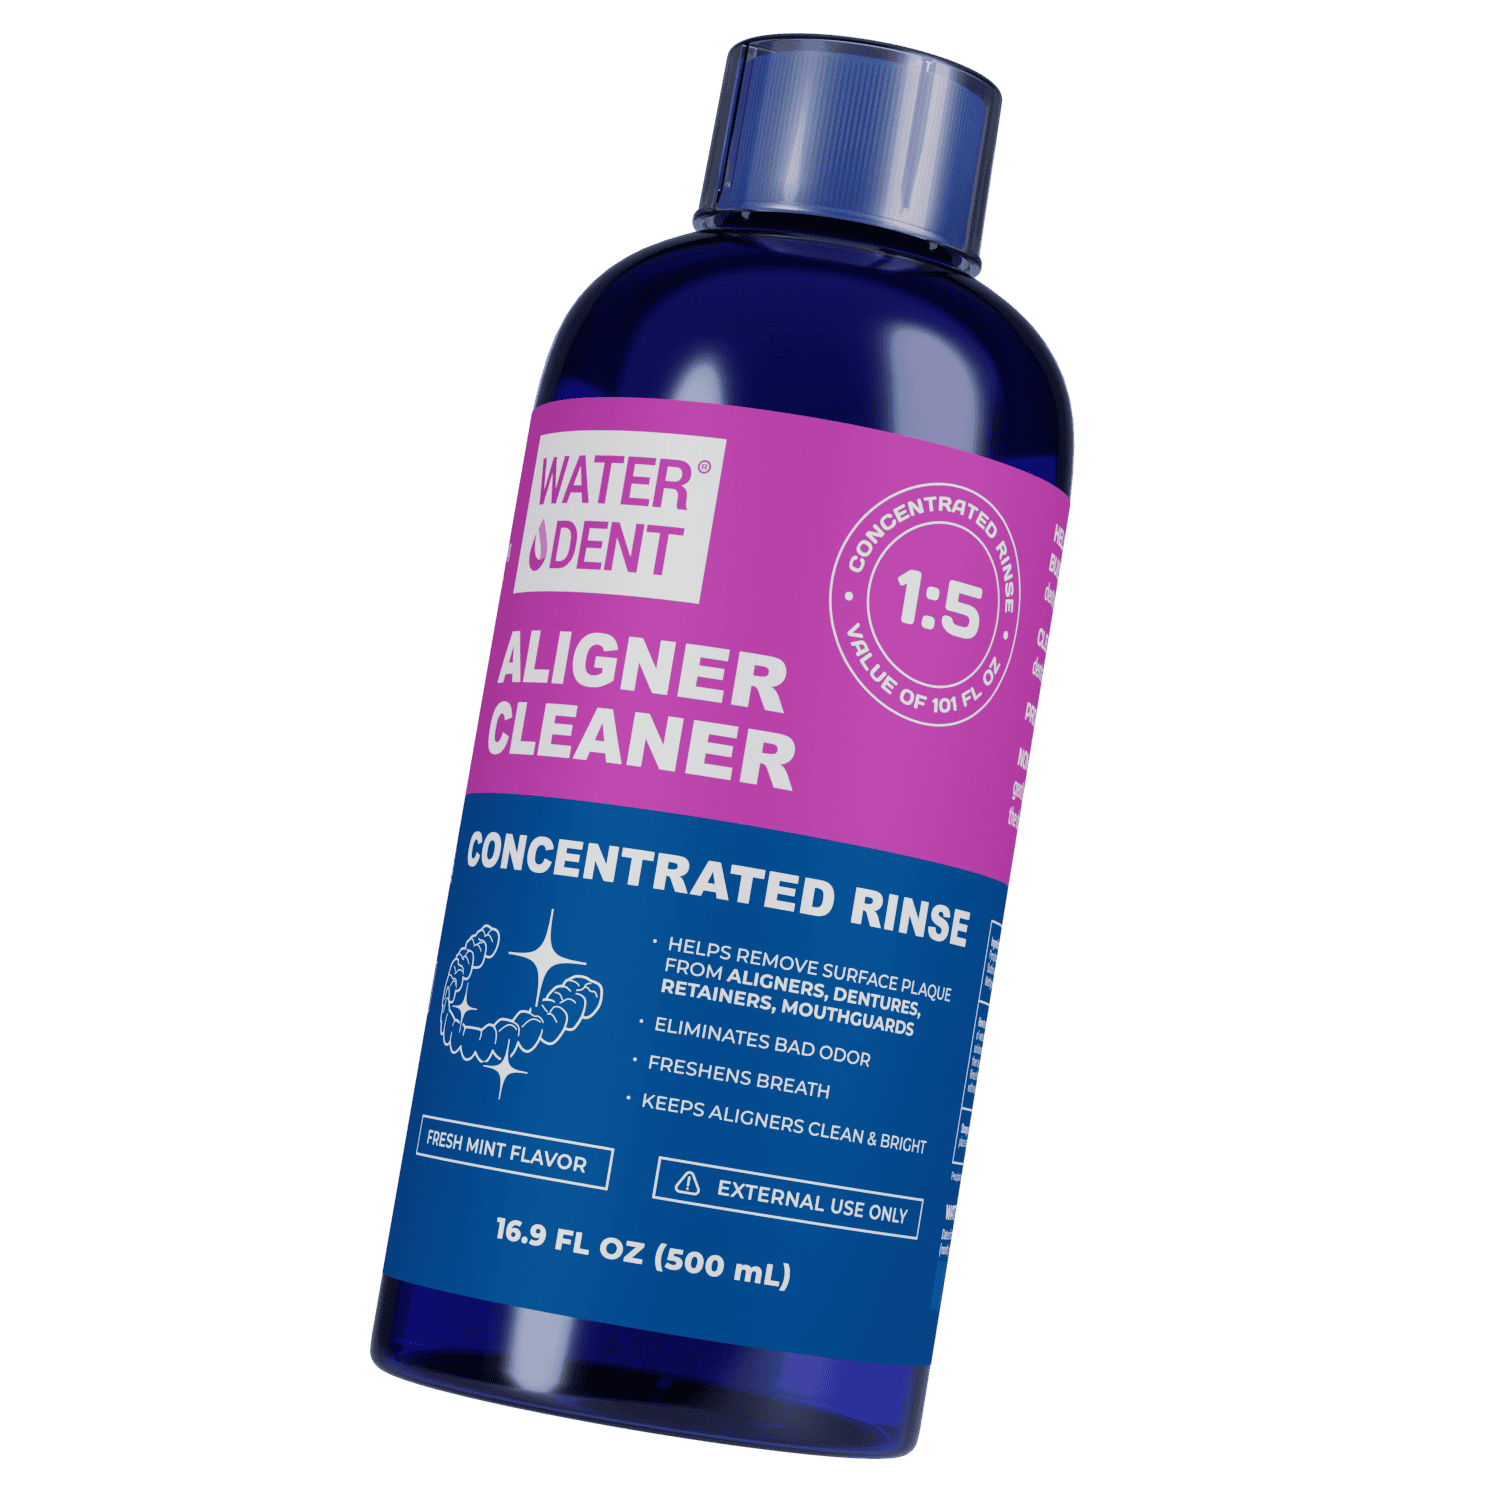 WATER®
DENT
ALIGNER
CLEANER
CONCENTRATED RINSE
1:5
VALUE OF 101 FL OZ
CONCENTRATED RINSE
• HELPS REMOVE SURFACE PLAQUE
FROM ALIGNERS, DENTURES,
RETAINERS, MOUTHGUARDS
• ELIMINATES BAD ODOR
• FRESHENS BREATH
• KEEPS ALIGNERS CLEAN & BRIGHT
FRESH MINT FLAVOR
EXTERNAL USE ONLY
16.9 FL OZ (500 mL)